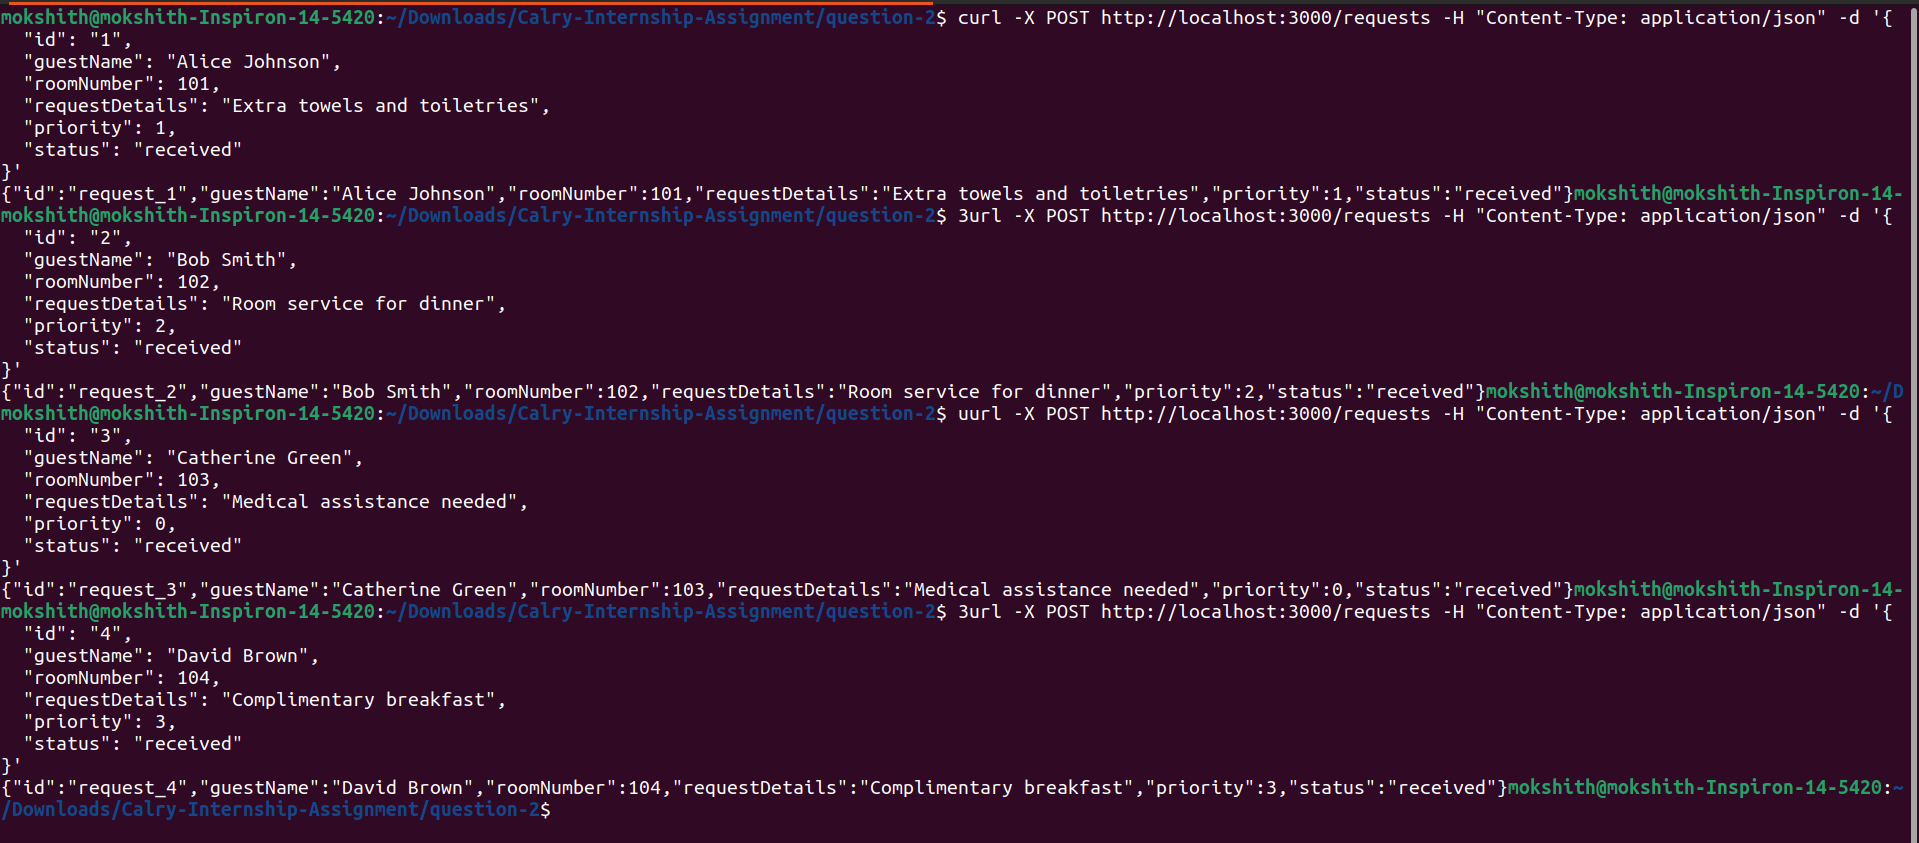 mokshith@mokshith-Inspiron-14-5420:~/Downloads/Calry-Internship-Assignment/question-2$ curl -X POST http://localhost:3000/requests -H "Content-Type: application/json" -d '{
  "id": "1",
  "guestName": "Alice Johnson",
  "roomNumber": 101,
  "requestDetails": "Extra towels and toiletries",
  "priority": 1,
  "status": "received"
}'
{"id":"request_1","guestName":"Alice Johnson","roomNumber":101,"requestDetails":"Extra towels and toiletries","priority":1,"status":"received"}mokshith@mokshith-Inspiron-14-
mokshith@mokshith-Inspiron-14-5420:~/Downloads/Calry-Internship-Assignment/question-2$ 3url -X POST http://localhost:3000/requests -H "Content-Type: application/json" -d '{
  "id": "2",
  "guestName": "Bob Smith",
  "roomNumber": 102,
  "requestDetails": "Room service for dinner",
  "priority": 2,
  "status": "received"
}'
{"id":"request_2","guestName":"Bob Smith","roomNumber":102,"requestDetails":"Room service for dinner","priority":2,"status":"received"}mokshith@mokshith-Inspiron-14-5420:~/D
mokshith@mokshith-Inspiron-14-5420:~/Downloads/Calry-Internship-Assignment/question-2$ uurl -X POST http://localhost:3000/requests -H "Content-Type: application/json" -d '{
  "id": "3",
  "guestName": "Catherine Green",
  "roomNumber": 103,
  "requestDetails": "Medical assistance needed",
  "priority": 0,
  "status": "received"
}'
{"id":"request_3","guestName":"Catherine Green","roomNumber":103,"requestDetails":"Medical assistance needed","priority":0,"status":"received"}mokshith@mokshith-Inspiron-14-
mokshith@mokshith-Inspiron-14-5420:~/Downloads/Calry-Internship-Assignment/question-2$ 3url -X POST http://localhost:3000/requests -H "Content-Type: application/json" -d '{
  "id": "4",
  "guestName": "David Brown",
  "roomNumber": 104,
  "requestDetails": "Complimentary breakfast",
  "priority": 3,
  "status": "received"
}'
{"id":"request_4","guestName":"David Brown","roomNumber":104,"requestDetails":"Complimentary breakfast","priority":3,"status":"received"}mokshith@mokshith-Inspiron-14-5420:~
/Downloads/Calry-Internship-Assignment/question-2$